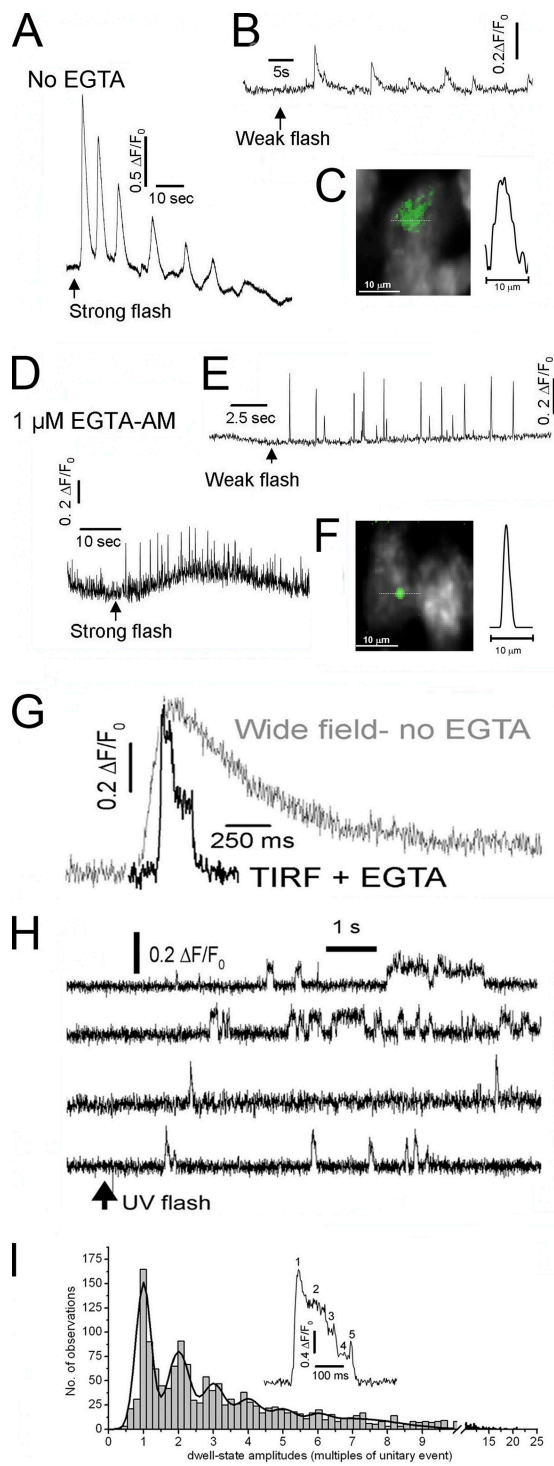 A
No EGTA
0.5 ΔF/F0
10 sec
Strong flash
B
5s
0.2ΔF/F0
Weak flash
C
10 μm
10 μm
D
1 μM EGTA-AM
0. 2 ΔF/F0
10 sec
Strong flash
E
2.5 sec
0. 2 ΔF/F0
Weak flash
F
10 μm
10 μm
G
0.2 ΔF/F0
Wide field- no EGTA
250 ms
TIRF + EGTA
H
0.2 ΔF/F0
1 s
UV flash
I
No. of observations
175
150
125
100
75
50
25
0
1
2
3
4
5
0.4 ΔF/F0
100 ms
1 2 3 4 5 6 7 8 9 10 15 20 25
dwell-state amplitudes (multiples of unitary event)